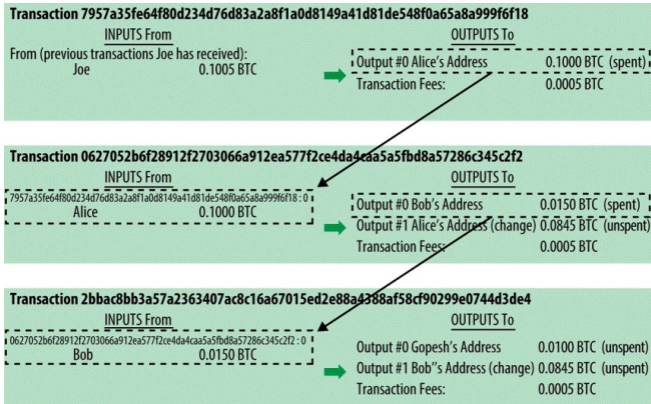 Transaction 7957a35fe64f80d234d76d83a2a8f1a0d8149a41d81de548f0a65a8a999f6f18
INPUTS From
OUTPUTS To
From (previous transactions Joe has received):
Joe 0.1005 BTC
Output #0 Alice's Address 0.1000 BTC (spent)
Transaction Fees: 0.0005 BTC
Transaction 0627052b6f28912f2703066a912ea577f2ce4da4caa5a5fbd8a57286c345c2f2
INPUTS From
OUTPUTS To
7957a35fe64f80d234d76d83a2a8f1a0d8149a41d81de548f0a65a8a999f6f18 : 0
Alice 0.1000 BTC
Output #0 Bob's Address 0.0150 BTC (spent)
Output #1 Alice's Address (change) 0.0845 BTC (unspent)
Transaction Fees: 0.0005 BTC
Transaction 2bbac8bb3a57a2363407ac8c16a67015ed2e88a4388af58cf90299e0744d3de4
INPUTS From
OUTPUTS To
0627052b6f28912f2703066a912ea577f2ce4da4caa5a5fbd8a57286c345c2f2 : 0
Bob 0.0150 BTC
Output #0 Gopesh's Address 0.0100 BTC (unspent)
Output #1 Bob"s Address (change) 0.0845 BTC (unspent)
Transaction Fees: 0.0005 BTC